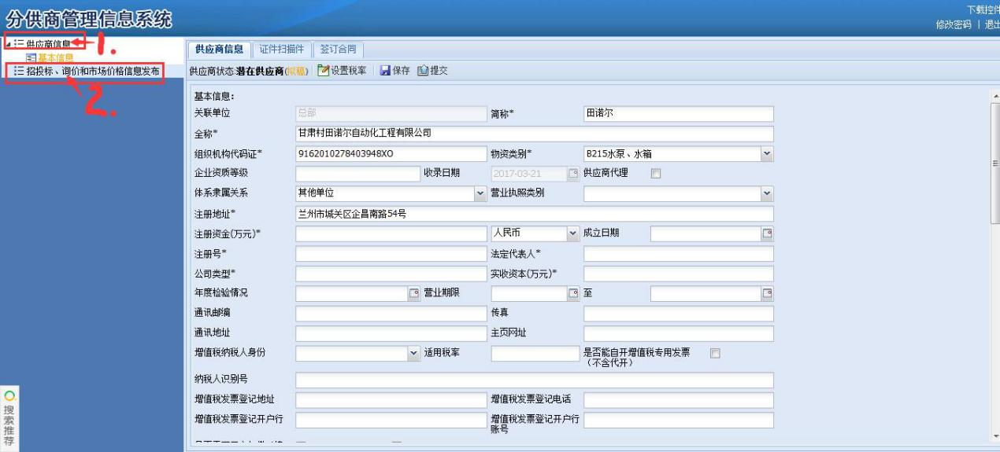 分供商管理信息系统
下载控件
修改密码 | 退出
供应商信息
1.
基本信息
招投标、询价和市场价格信息发布
2.
供应商信息 证件扫描件 签订合同
供应商状态:潜在供应商(拟稿) 设置税率 保存 提交
基本信息:
关联单位 总部 简称* 田诺尔
全称* 甘肃村田诺尔自动化工程有限公司
组织机构代码证* 9162010278403948XO 物资类别* B215水泵、水箱
企业资质等级 收录日期 2017-03-21 供应商代理
体系隶属关系 其他单位 营业执照类别
注册地址* 兰州市城关区企昌南路54号
注册资金(万元)* 人民币 成立日期
注册号* 法定代表人*
公司类型* 实收资本(万元)*
年度检验情况 营业期限 至
通讯邮编 传真
通讯地址 主页网址
增值税纳税人身份 适用税率 是否能自开增值税专用发票
(不含代开)
纳税人识别号
增值税发票登记地址 增值税发票登记电话
增值税发票登记开户行 增值税发票登记开户行
账号
搜索推荐